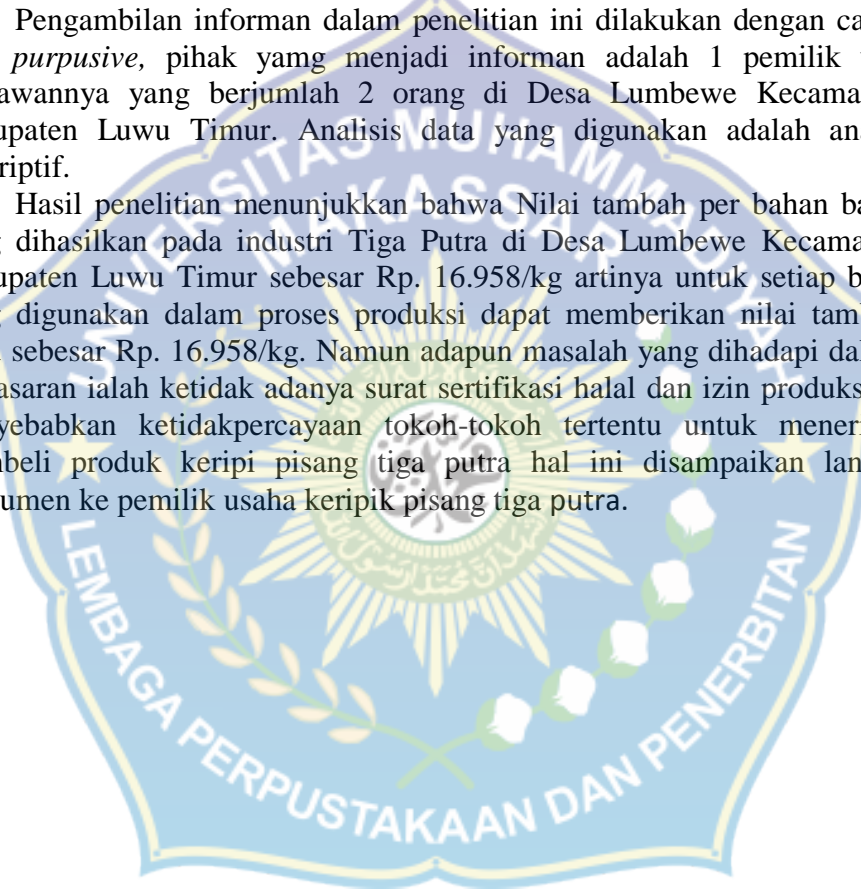 Pengambilan informan dalam penelitian ini dilakukan dengan ca
purpusive, pihak yamg menjadi informan adalah 1 pemilik
awannya yang berjumlah 2 orang di Desa Lumbewe Kecama
upaten Luwu Timur. Analisis data yang digunakan adalah ana
riptif.
Hasil penelitian menunjukkan bahwa Nilai tambah per bahan ba
g dihasilkan pada industri Tiga Putra di Desa Lumbewe Kecama
upaten Luwu Timur sebesar Rp. 16.958/kg artinya untuk setiap b
g digunakan dalam proses produksi dapat memberikan nilai tam
sebesar Rp. 16.958/kg. Namun adapun masalah yang dihadapi dal
asaran ialah ketidak adanya surat sertifikasi halal dan izin produks
yebabkan ketidakpercayaan tokoh-tokoh tertentu untuk meneri
beli produk keripi pisang tiga putra hal ini disampaikan lan
umen ke pemilik usaha keripik pisang tiga putra.
UNIVERSITAS MUHAMMADIYAH
MAKASSAR
LEMBAGA PERPUSTAKAAN DAN PENERBITAN